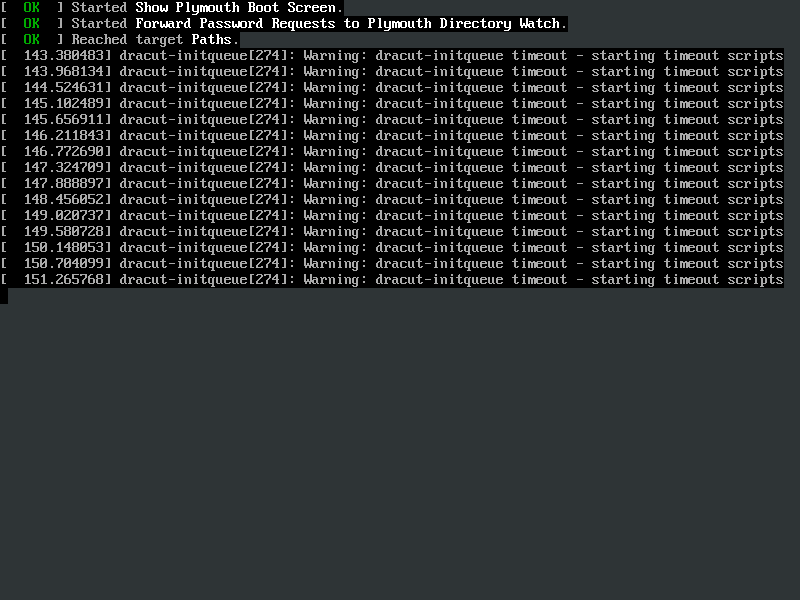 [  OK  ] Started Show Plymouth Boot Screen.
[  OK  ] Started Forward Password Requests to Plymouth Directory Watch.
[  OK  ] Reached target Paths.
[  143.380483] dracut-initqueue[274]: Warning: dracut-initqueue timeout - starting timeout scripts
[  143.968134] dracut-initqueue[274]: Warning: dracut-initqueue timeout - starting timeout scripts
[  144.524631] dracut-initqueue[274]: Warning: dracut-initqueue timeout - starting timeout scripts
[  145.102489] dracut-initqueue[274]: Warning: dracut-initqueue timeout - starting timeout scripts
[  145.656911] dracut-initqueue[274]: Warning: dracut-initqueue timeout - starting timeout scripts
[  146.211843] dracut-initqueue[274]: Warning: dracut-initqueue timeout - starting timeout scripts
[  146.772690] dracut-initqueue[274]: Warning: dracut-initqueue timeout - starting timeout scripts
[  147.324709] dracut-initqueue[274]: Warning: dracut-initqueue timeout - starting timeout scripts
[  147.888897] dracut-initqueue[274]: Warning: dracut-initqueue timeout - starting timeout scripts
[  148.456052] dracut-initqueue[274]: Warning: dracut-initqueue timeout - starting timeout scripts
[  149.020737] dracut-initqueue[274]: Warning: dracut-initqueue timeout - starting timeout scripts
[  149.580728] dracut-initqueue[274]: Warning: dracut-initqueue timeout - starting timeout scripts
[  150.148053] dracut-initqueue[274]: Warning: dracut-initqueue timeout - starting timeout scripts
[  150.704099] dracut-initqueue[274]: Warning: dracut-initqueue timeout - starting timeout scripts
[  151.265768] dracut-initqueue[274]: Warning: dracut-initqueue timeout - starting timeout scripts